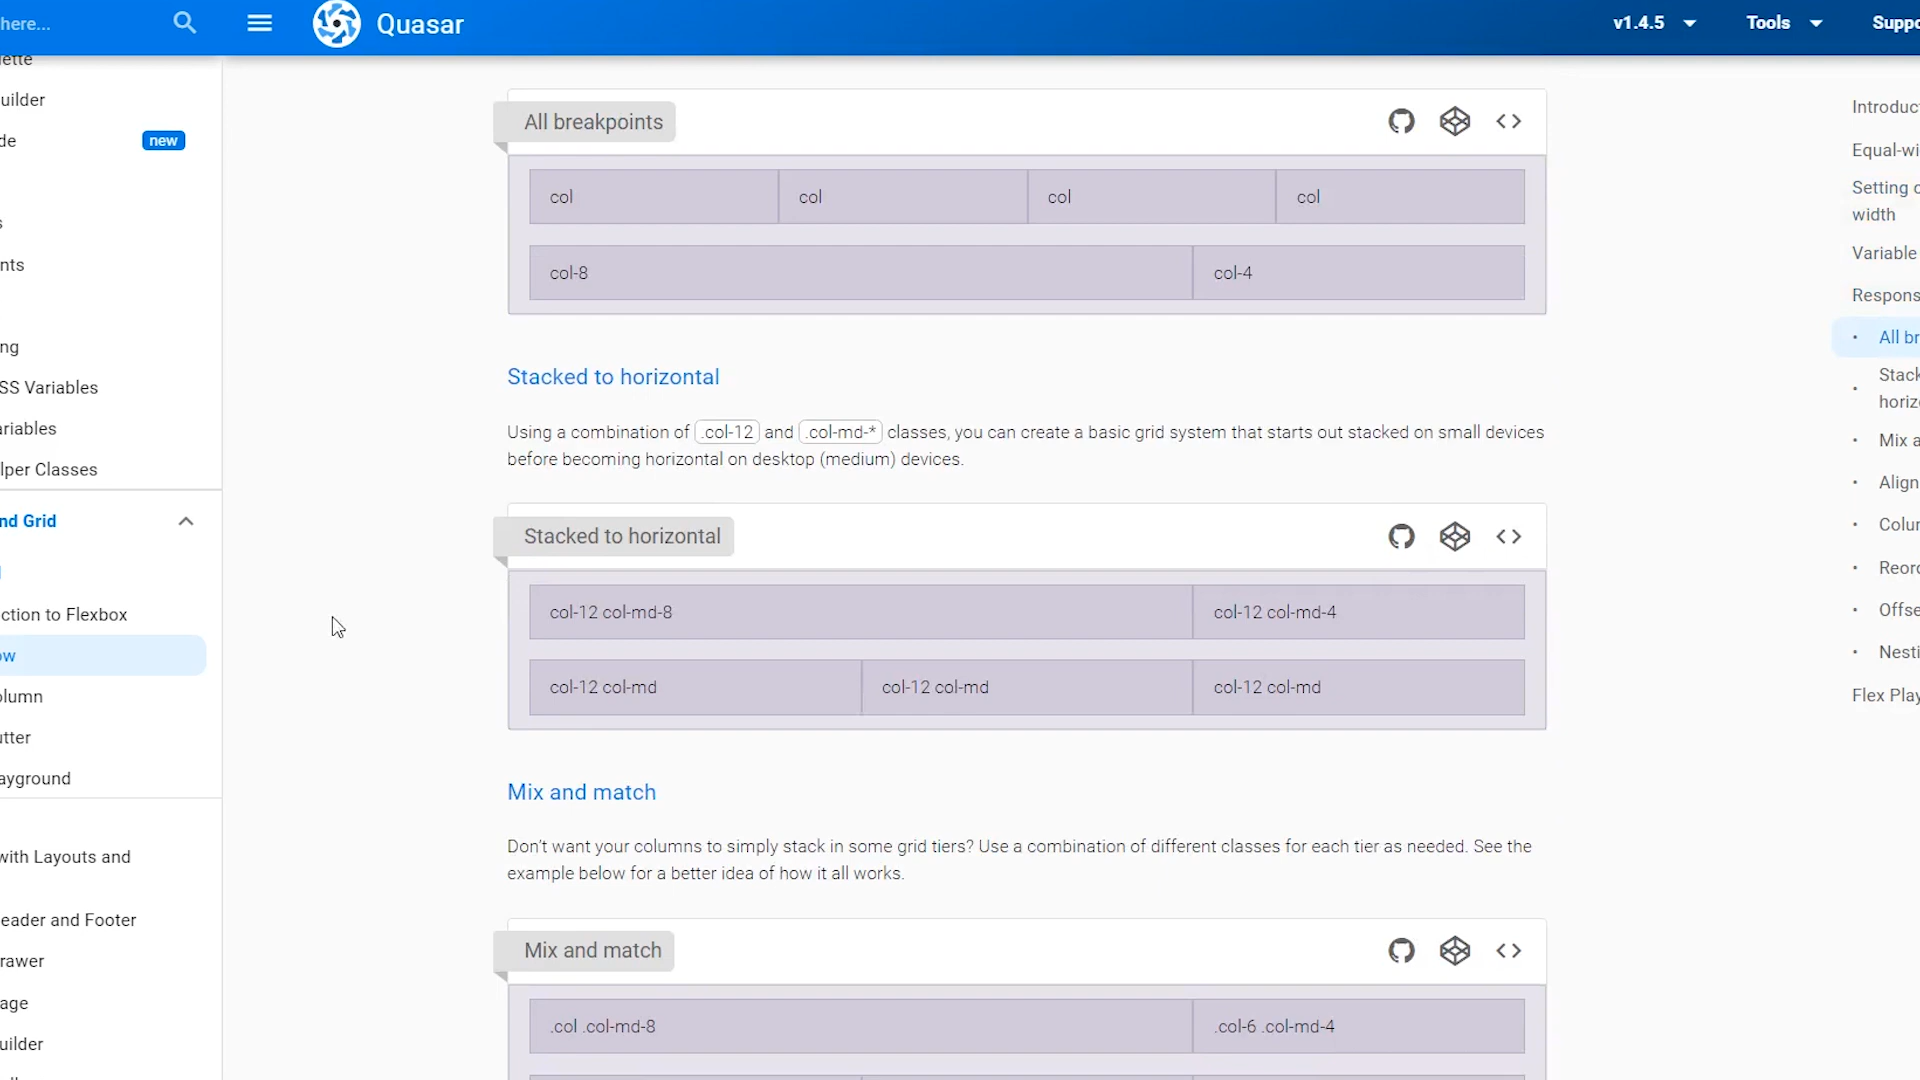 here...
Quasar
v1.4.5
Tools
Suppo
ette
uilder
de
new
s
nts
ng
SS Variables
ariables
lper Classes
nd Grid
ction to Flexbox
ow
olumn
utter
ayground
with Layouts and
eader and Footer
rawer
age
uilder
All breakpoints
col
col
col
col
col-8
col-4
Stacked to horizontal
Using a combination of .col-12 and .col-md-* classes, you can create a basic grid system that starts out stacked on small devices
before becoming horizontal on desktop (medium) devices.
Stacked to horizontal
col-12 col-md-8
col-12 col-md-4
col-12 col-md
col-12 col-md
col-12 col-md
Mix and match
Don't want your columns to simply stack in some grid tiers? Use a combination of different classes for each tier as needed. See the
example below for a better idea of how it all works.
Mix and match
.col .col-md-8
.col-6 .col-md-4
Introduc
Equal-wi
Setting c
width
Variable
Respons
All br
Stack
horizo
Mix a
Align
Colur
Reord
Offse
Nesti
Flex Play